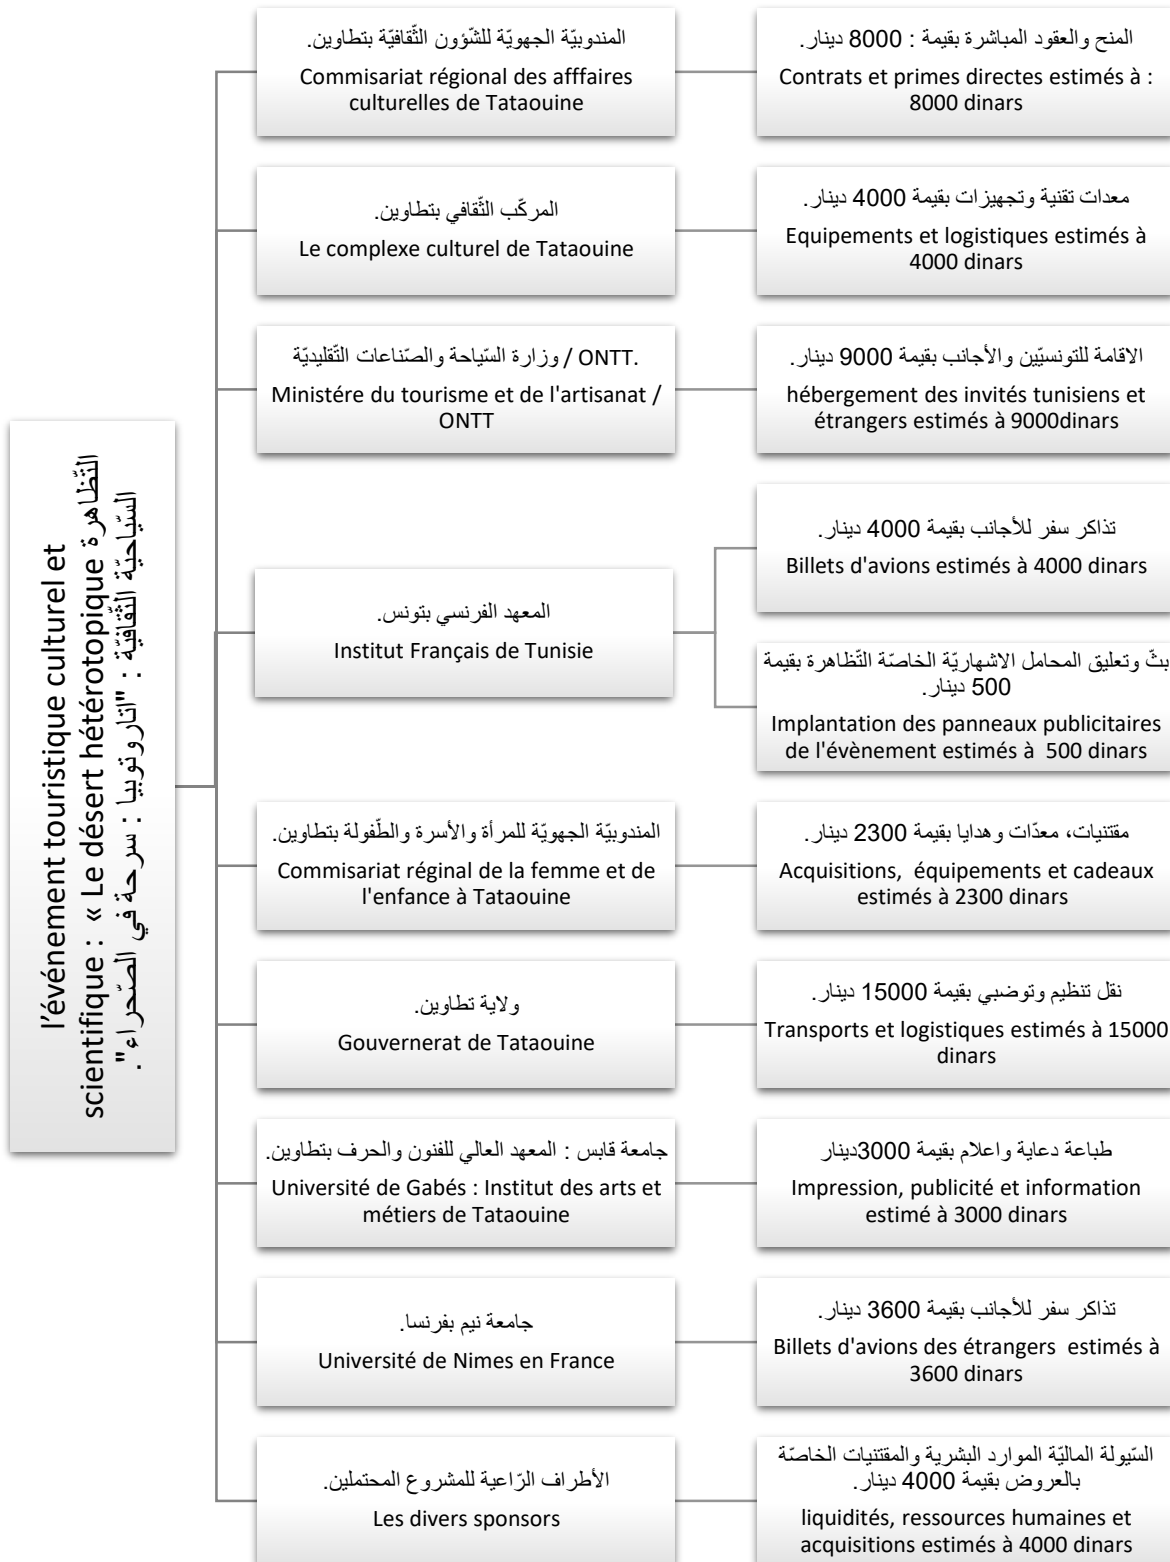 l'événement touristique culturel et
scientifique : « Le désert hétérotopique التّظاهرة
السّياحيّة الثّقافيّة : "اتاروتوبيا : سرحة في الصّحراء".
المندوبيّة الجهويّة للشّؤون الثّقافيّة بتطاوين.
Commisariat régional des afffaires
culturelles de Tataouine
المنح والعقود المباشرة بقيمة : 8000 دينار.
Contrats et primes directes estimés à :
8000 dinars
المركّب الثّقافي بتطاوين.
Le complexe culturel de Tataouine
معدات تقنية وتجهيزات بقيمة 4000 دينار.
Equipements et logistiques estimés à
4000 dinars
وزارة السّياحة والصّناعات التّقليديّة / ONTT.
Ministére du tourisme et de l'artisanat /
ONTT
الاقامة للتونسيّين والأجانب بقيمة 9000 دينار.
hébergement des invités tunisiens et
étrangers estimés à 9000dinars
المعهد الفرنسي بتونس.
Institut Français de Tunisie
تذاكر سفر للأجانب بقيمة 4000 دينار.
Billets d'avions estimés à 4000 dinars
بثّ وتعليق المحامل الاشهاريّة الخاصّة التّظاهرة بقيمة
500 دينار.
Implantation des panneaux publicitaires
de l'évènement estimés à  500 dinars
المندوبيّة الجهويّة للمرأة والأسرة والطّفولة بتطاوين.
Commisariat réginal de la femme et de
l'enfance à Tataouine
مقتنيات، معدّات وهدايا بقيمة 2300 دينار.
Acquisitions,  équipements et cadeaux
estimés à 2300 dinars
ولاية تطاوين.
Gouvernerat de Tataouine
نقل تنظيم وتوضبي بقيمة 15000 دينار.
Transports et logistiques estimés à 15000
dinars
جامعة قابس : المعهد العالي للفنون والحرف بتطاوين.
Université de Gabés : Institut des arts et
métiers de Tataouine
طباعة دعاية واعلام بقيمة 3000دينار
Impression, publicité et information
estimé à 3000 dinars
جامعة نيم بفرنسا.
Université de Nimes en France
تذاكر سفر للأجانب بقيمة 3600 دينار.
Billets d'avions des étrangers  estimés à
3600 dinars
الأطراف الرّاعية للمشروع المحتملين.
Les divers sponsors
السّيولة الماليّة الموارد البشرية والمقتنيات الخاصّة
بالعروض بقيمة 4000 دينار.
liquidités, ressources humaines et
acquisitions estimés à 4000 dinars